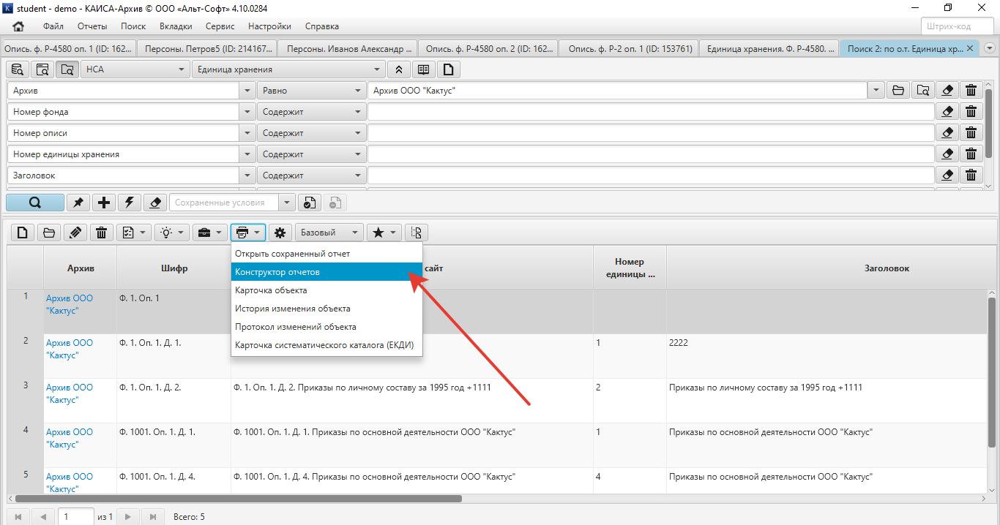 student - demo - КАИСА-Архив © ООО «Альт-Софт» 4.10.0284
Файл Отчеты Поиск Вкладки Сервис Настройки Справка Штрих-код
Опись. ф. Р-4580 оп. 1 (ID: 162... Персоны. Петров5 (ID: 214167... Персоны. Иванов Александр ... Опись. ф. Р-4580 оп. 2 (ID: 162... Опись. ф. Р-2 оп. 1 (ID: 153761) Единица хранения. Ф. Р-4580. ... Поиск 2: по о.т. Единица хр...
НСА Единица хранения
Архив Равно Архив ООО "Кактус"
Номер фонда Содержит
Номер описи Содержит
Номер единицы хранения Содержит
Заголовок Содержит
Сохраненные условия
Базовый
Открыть сохраненный отчет
Конструктор отчетов
Карточка объекта
История изменения объекта
Протокол изменений объекта
Карточка систематического каталога (ЕКДИ)
Архив Шифр сайт Номер единицы ... Заголовок
1 Архив ООО "Кактус" Ф. 1. Оп. 1
2 Архив ООО "Кактус" Ф. 1. Оп. 1. Д. 1. 1 2222
3 Архив ООО "Кактус" Ф. 1. Оп. 1. Д. 2. Ф. 1. Оп. 1. Д. 2. Приказы по личному составу за 1995 год +1111 2 Приказы по личному составу за 1995 год +1111
4 Архив ООО "Кактус" Ф. 1001. Оп. 1. Д. 1. Ф. 1001. Оп. 1. Д. 1. Приказы по основной деятельности ООО "Кактус" 1 Приказы по основной деятельности ООО "Кактус"
5 Архив ООО "Кактус" Ф. 1001. Оп. 1. Д. 4. Ф. 1001. Оп. 1. Д. 4. Приказы по основной деятельности ООО "Кактус" 4 Приказы по основной деятельности ООО "Кактус"
1 из 1 Всего: 5